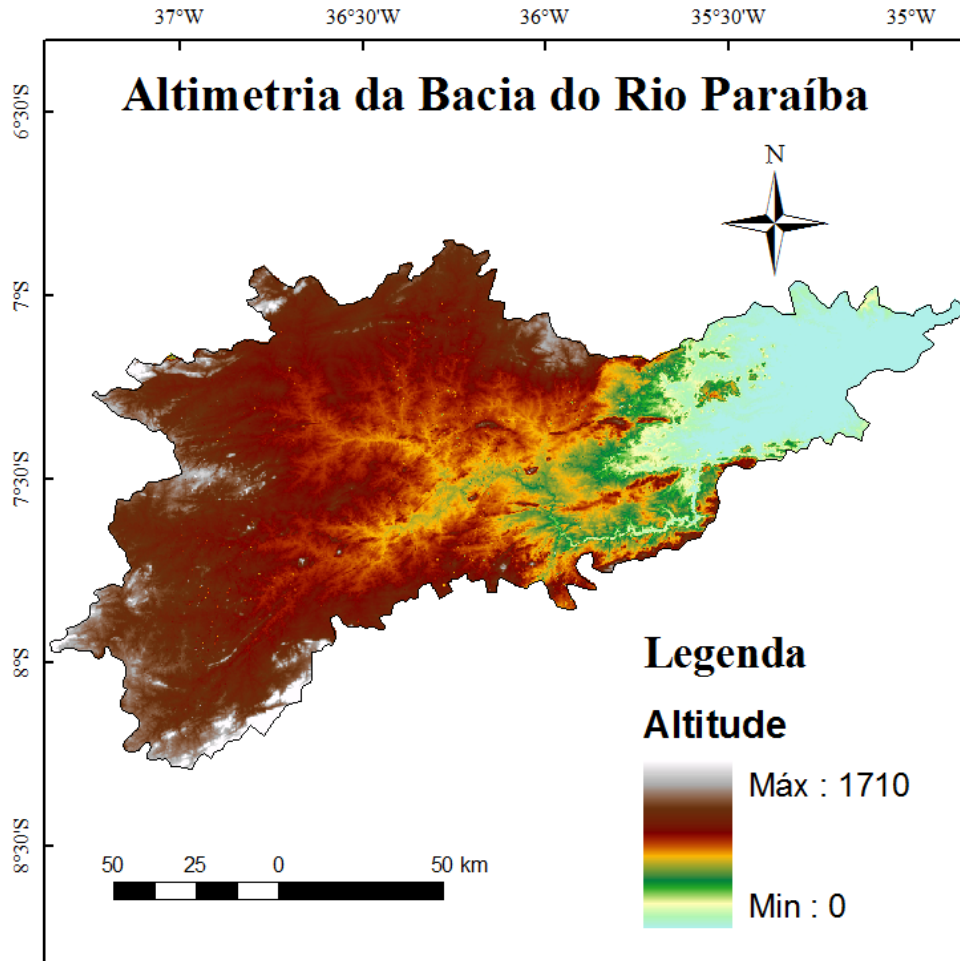 37°W 36°30'W 36°W 35°30'W 35°W
Altimetria da Bacia do Rio Paraíba
6°30'S
N
7°S
7°30'S
8°S
Legenda
Altitude
Máx : 1710
8°30'S
50 25 0 50 km
Min : 0